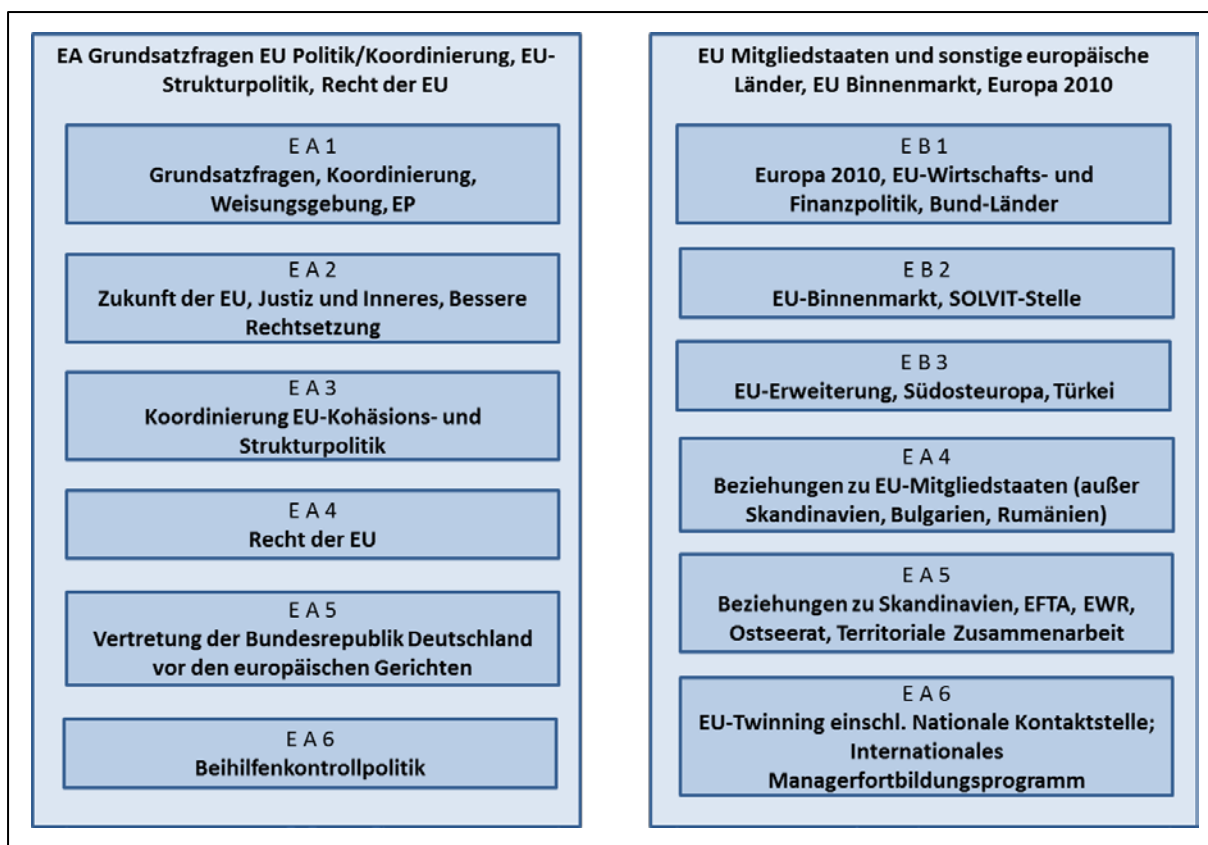 EA Grundsatzfragen EU Politik/Koordinierung, EU-
Strukturpolitik, Recht der EU
E A 1
Grundsatzfragen, Koordinierung,
Weisungsgebung, EP
E A 2
Zukunft der EU, Justiz und Inneres, Bessere
Rechtsetzung
E A 3
Koordinierung EU-Kohäsions- und
Strukturpolitik
E A 4
Recht der EU
E A 5
Vertretung der Bundesrepublik Deutschland
vor den europäischen Gerichten
E A 6
Beihilfenkontrollpolitik
EU Mitgliedstaaten und sonstige europäische
Länder, EU Binnenmarkt, Europa 2010
E B 1
Europa 2010, EU-Wirtschafts- und
Finanzpolitik, Bund-Länder
E B 2
EU-Binnenmarkt, SOLVIT-Stelle
E B 3
EU-Erweiterung, Südosteuropa, Türkei
E A 4
Beziehungen zu EU-Mitgliedstaaten (außer
Skandinavien, Bulgarien, Rumänien)
E A 5
Beziehungen zu Skandinavien, EFTA, EWR,
Ostseerat, Territoriale Zusammenarbeit
E A 6
EU-Twinning einschl. Nationale Kontaktstelle;
Internationales
Managerfortbildungsprogramm